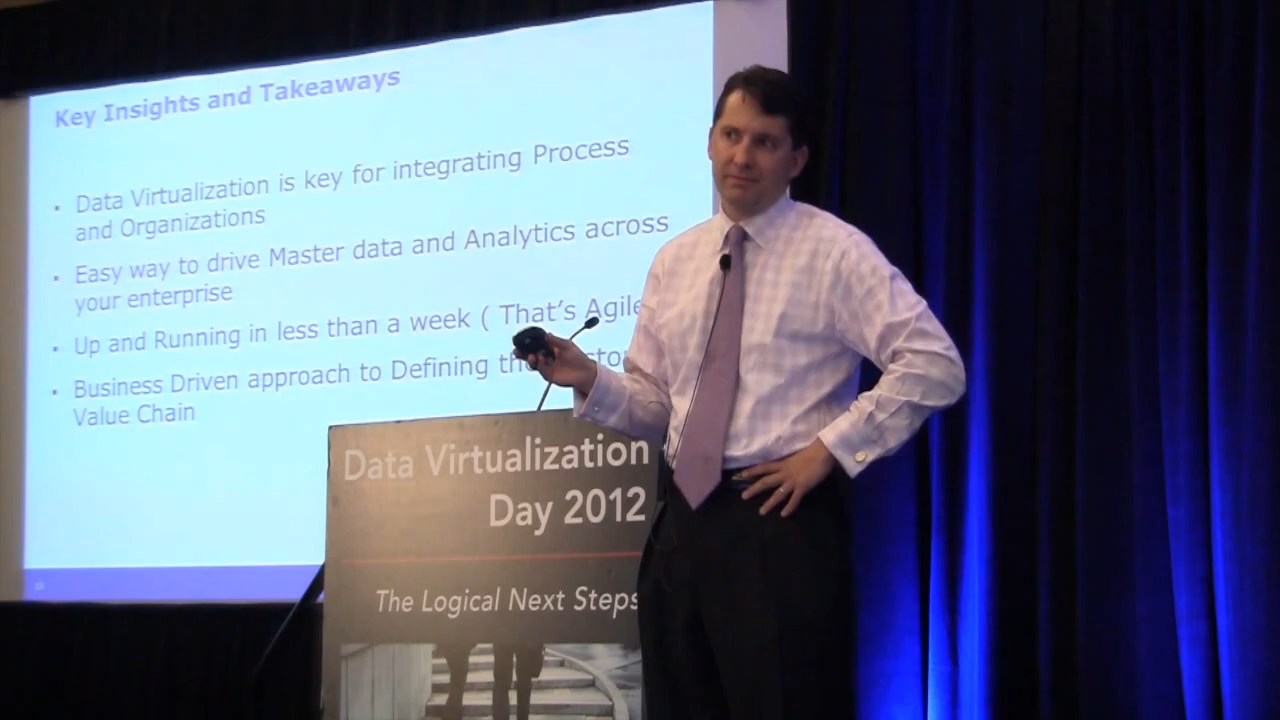 Key Insights and Takeaways
• Data Virtualization is key for integrating Process
and Organizations
• Easy way to drive Master data and Analytics across
your enterprise
• Up and Running in less than a week ( That's Agile
• Business Driven approach to Defining
Value Chain
Data Virtualization
Day 2012
The Logical Next Steps